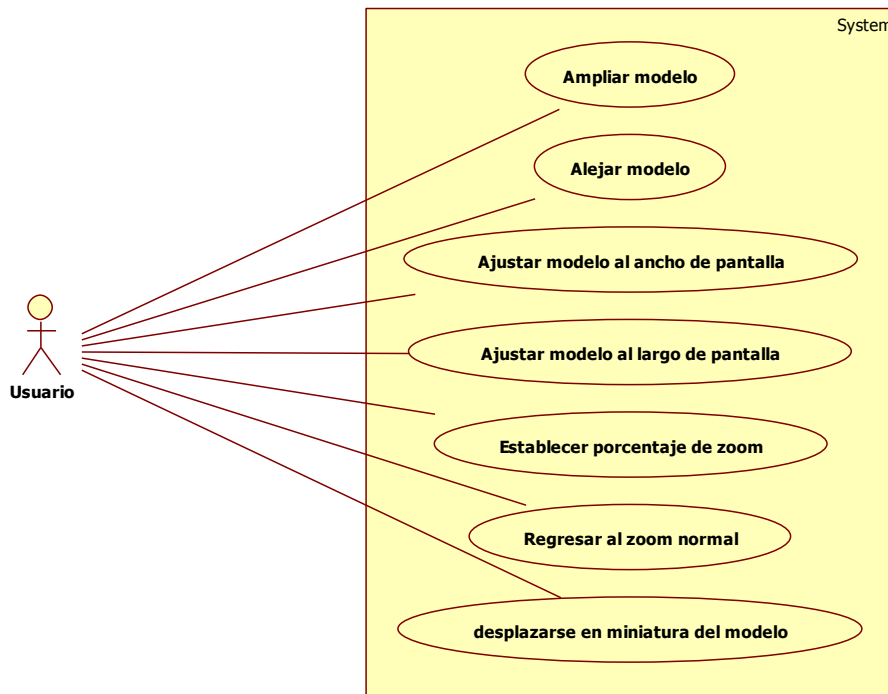 System
Ampliar modelo
Alejar modelo
Ajustar modelo al ancho de pantalla
Ajustar modelo al largo de pantalla
Usuario
Establecer porcentaje de zoom
Regresar al zoom normal
desplazarse en miniatura del modelo